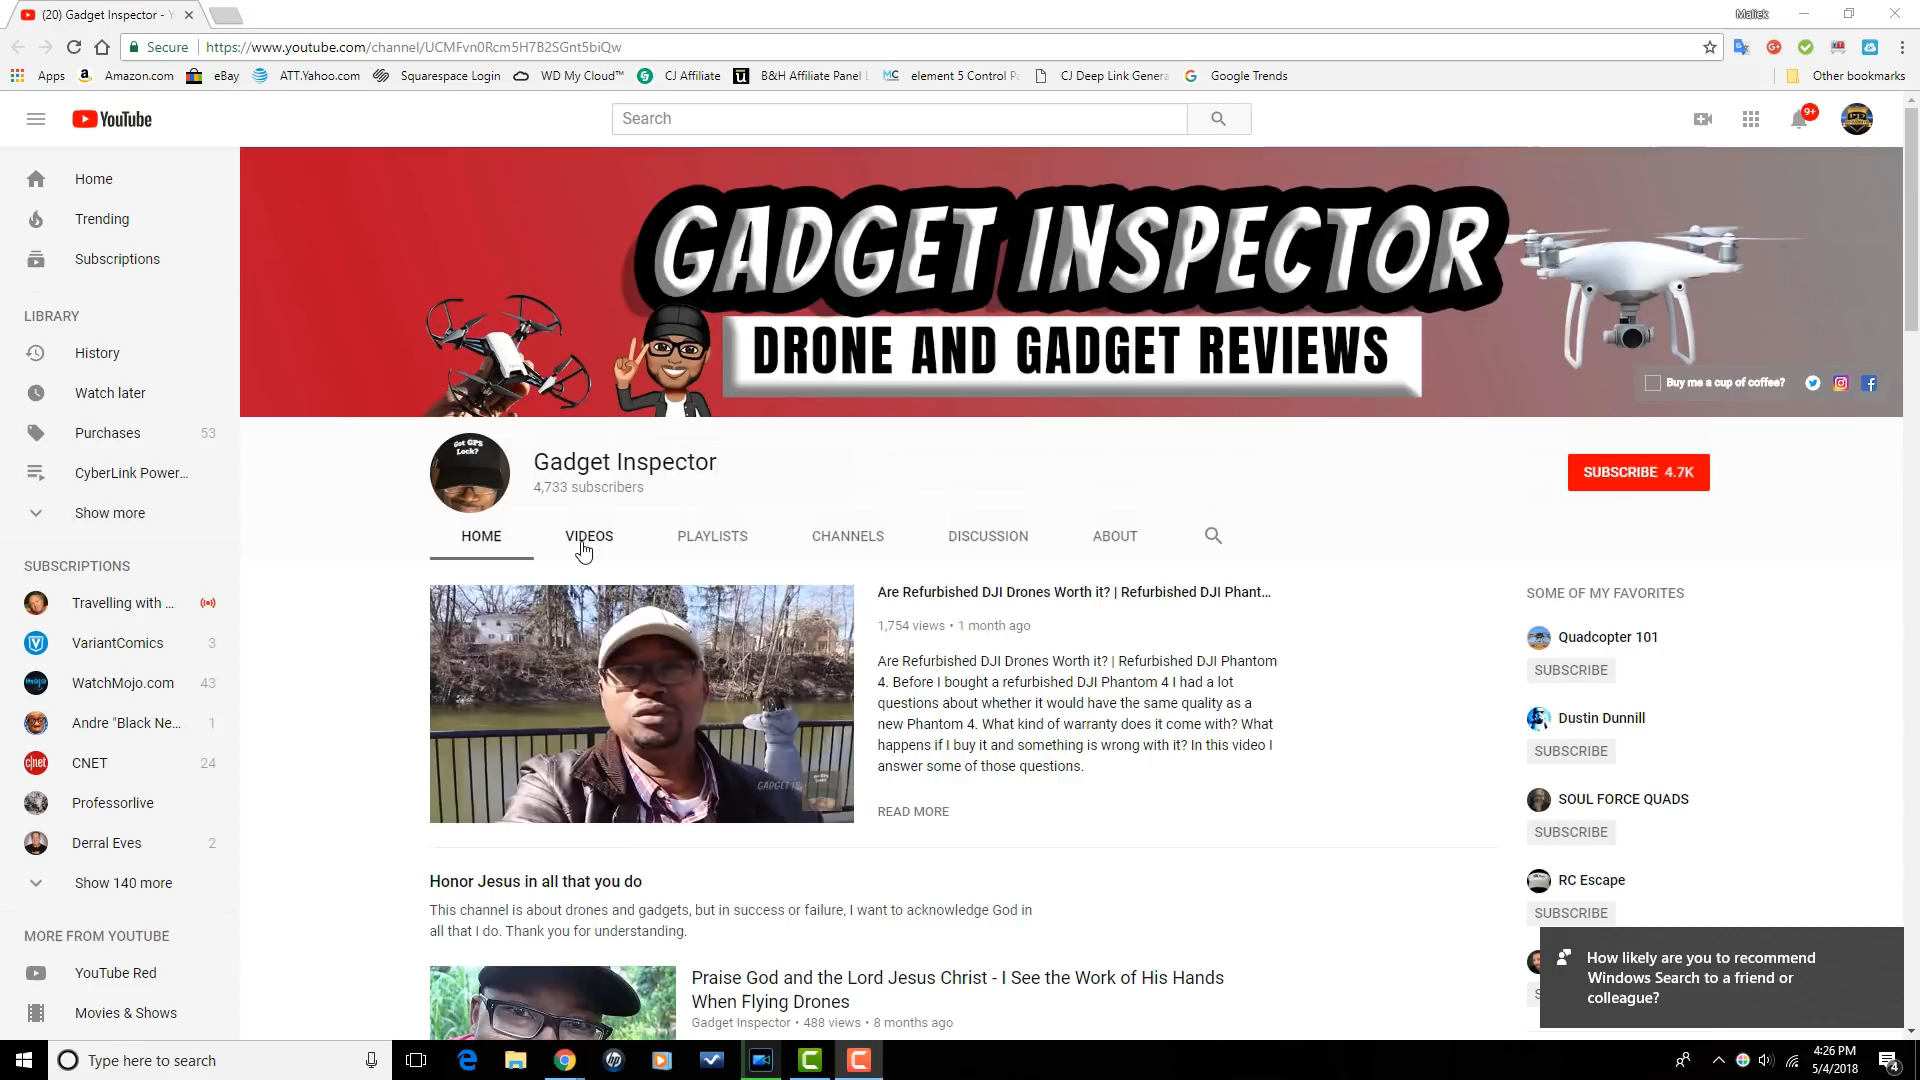 (20) Gadget Inspector -
Maliek
Secure
https://www.youtube.com/channel/UCMFvn0Rcm5H7B2SGnt5biQw
Apps
Amazon.com
eBay
ATT.Yahoo.com
Squarespace Login
WD My Cloud™
CJ Affiliate
B&H Affiliate Panel
MC element 5 Control
CJ Deep Link Genera
Google Trends
Other bookmarks
YouTube
Search
9+
Home
Trending
Subscriptions
LIBRARY
History
Watch later
Purchases 53
CyberLink Power...
Show more
SUBSCRIPTIONS
Travelling with ...
VariantComics 3
WatchMojo.com 43
Andre "Black Ne... 1
CNET 24
Professorlive
Derral Eves 2
Show 140 more
MORE FROM YOUTUBE
YouTube Red
Movies & Shows
GADGET INSPECTOR
DRONE AND GADGET REVIEWS
Buy me a cup of coffee?
Got GPS
Lock?
Gadget Inspector
4,733 subscribers
SUBSCRIBE 4.7K
HOME
VIDEOS
PLAYLISTS
CHANNELS
DISCUSSION
ABOUT
GADGET IN
Are Refurbished DJI Drones Worth it? | Refurbished DJI Phant...
1,754 views • 1 month ago
Are Refurbished DJI Drones Worth it? | Refurbished DJI Phantom
4. Before I bought a refurbished DJI Phantom 4 I had a lot
questions about whether it would have the same quality as a
new Phantom 4. What kind of warranty does it come with? What
happens if I buy it and something is wrong with it? In this video I
answer some of those questions.
READ MORE
Honor Jesus in all that you do
This channel is about drones and gadgets, but in success or failure, I want to acknowledge God in
all that I do. Thank you for understanding.
Praise God and the Lord Jesus Christ - I See the Work of His Hands
When Flying Drones
Gadget Inspector • 488 views • 8 months ago
SOME OF MY FAVORITES
Quadcopter 101
SUBSCRIBE
Dustin Dunnill
SUBSCRIBE
SOUL FORCE QUADS
SUBSCRIBE
RC Escape
SUBSCRIBE
How likely are you to recommend
Windows Search to a friend or
colleague?
Type here to search
4:26 PM
5/4/2018
4